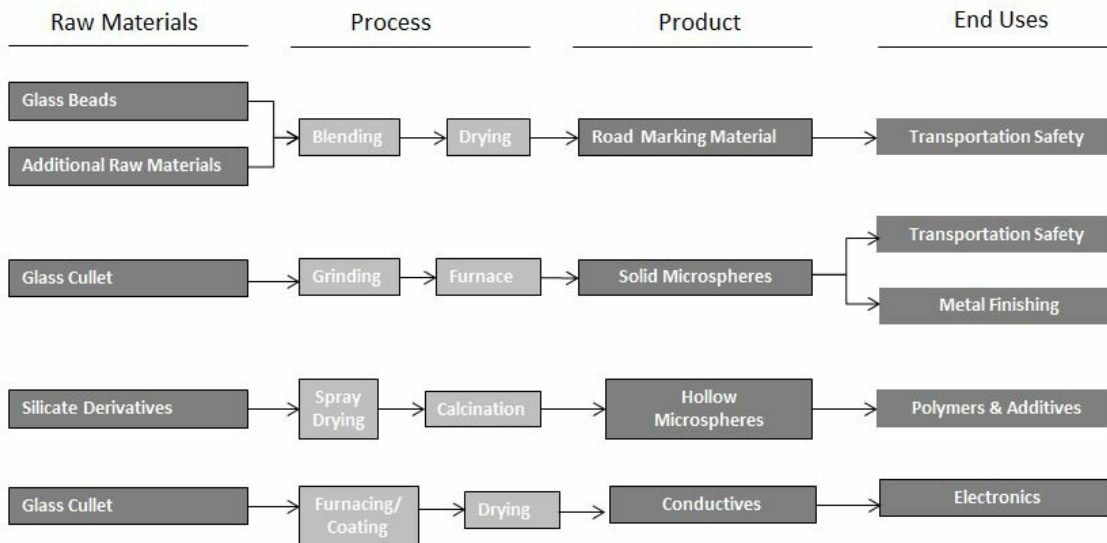 Raw Materials
Process
Product
End Uses
Glass Beads
Additional Raw Materials
Blending
Drying
Road Marking Material
Transportation Safety
Glass Cullet
Grinding
Furnace
Solid Microspheres
Transportation Safety
Metal Finishing
Silicate Derivatives
Spray
Drying
Calcination
Hollow
Microspheres
Polymers & Additives
Glass Cullet
Furnacing/
Coating
Drying
Conductives
Electronics